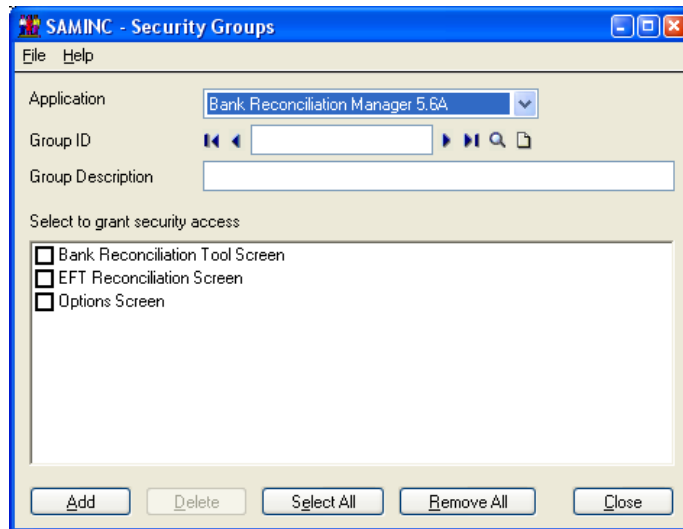 SAMINC - Security Groups
File Help
Application Bank Reconciliation Manager 5.6A
Group ID
Group Description
Select to grant security access
Bank Reconciliation Tool Screen
EFT Reconciliation Screen
Options Screen
Add Delete Select All Remove All Close